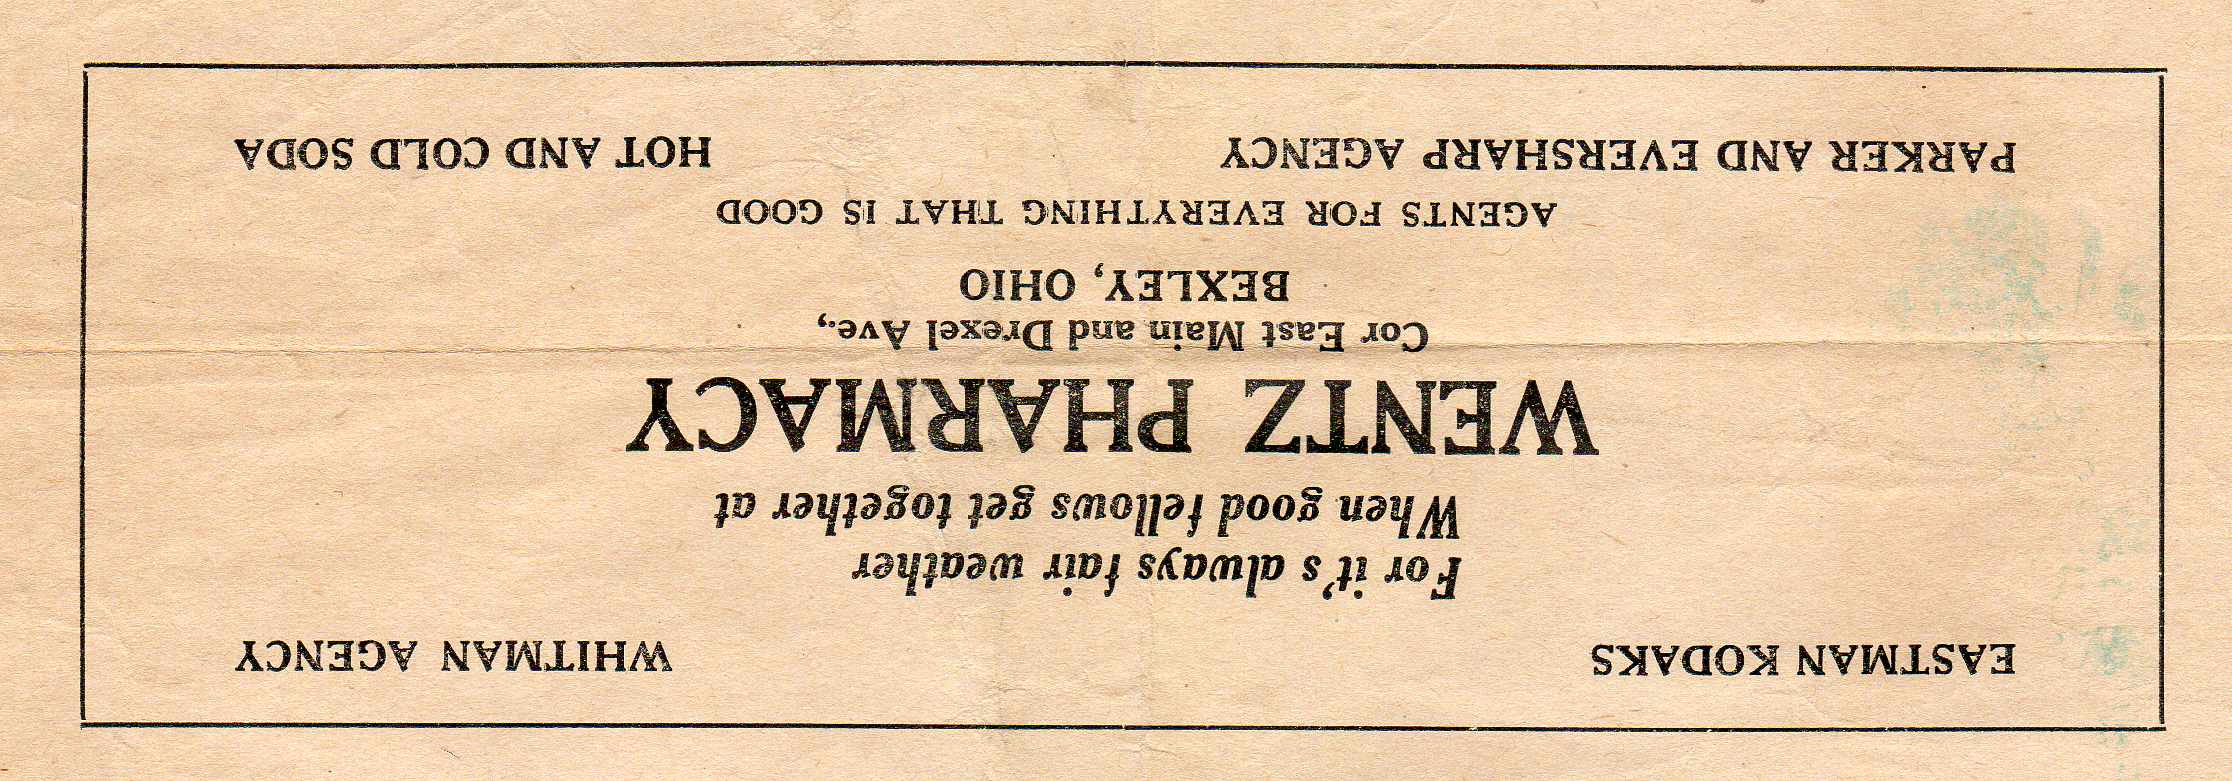 EASTMAN KODAKS
WHITMAN AGENCY
For it's always fair weather
When good fellows get together at
WENTZ PHARMACY
Cor East Main and Drexel Ave.,
BEXLEY, OHIO
AGENTS FOR EVERYTHING THAT IS GOOD
PARKER AND EVERSHARP AGENCY
HOT AND COLD SODA